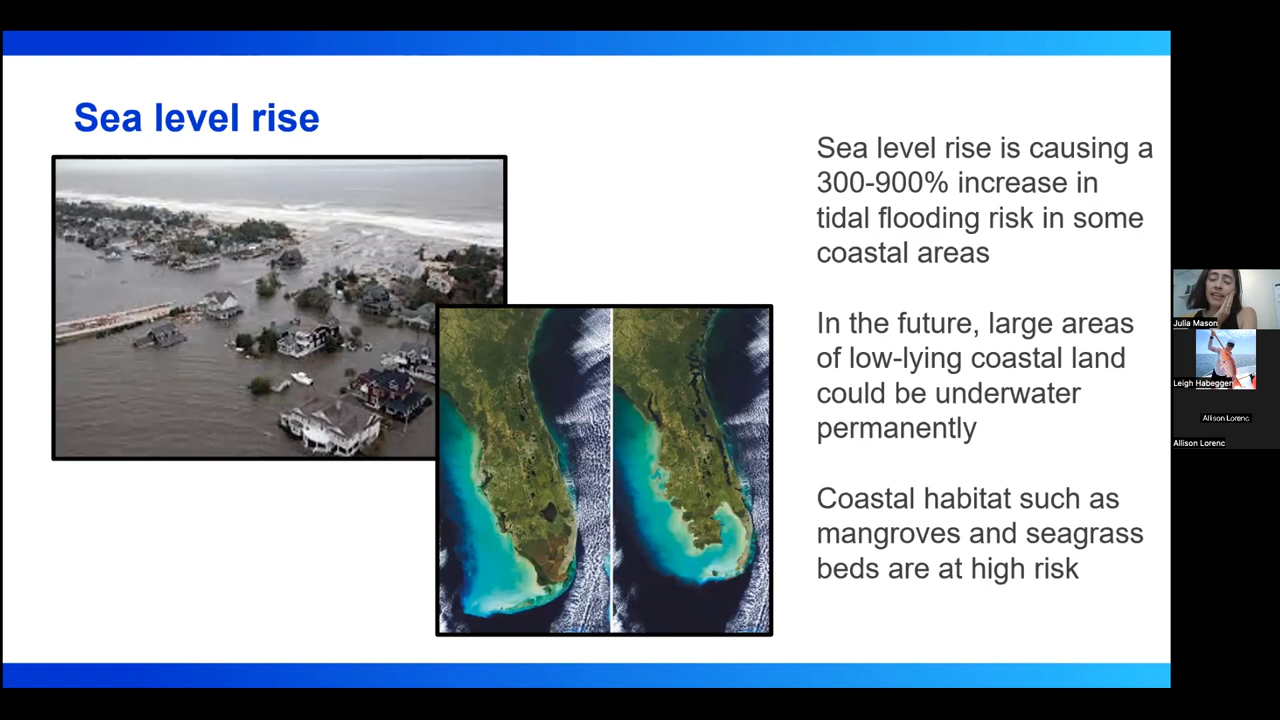 Sea level rise
Sea level rise is causing a
300-900% increase in
tidal flooding risk in some
coastal areas
In the future, large areas
of low-lying coastal land
could be underwater
permanently
Coastal habitat such as
mangroves and seagrass
beds are at high risk
Julia Mason
Leigh Habegger
Allison Lorenc
Allison Lorenc